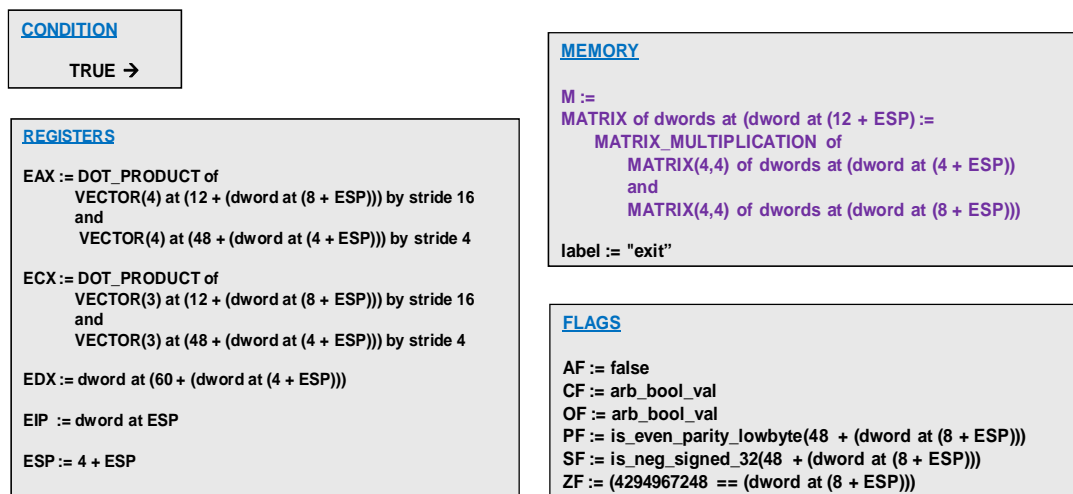 CONDITION
TRUE →
REGISTERS
EAX := DOT_PRODUCT of
VECTOR(4) at (12 + (dword at (8 + ESP))) by stride 16
and
VECTOR(4) at (48 + (dword at (4 + ESP))) by stride 4
ECX := DOT_PRODUCT of
VECTOR(3) at (12 + (dword at (8 + ESP))) by stride 16
and
VECTOR(3) at (48 + (dword at (4 + ESP))) by stride 4
EDX := dword at (60 + (dword at (4 + ESP)))
EIP := dword at ESP
ESP := 4 + ESP
MEMORY
M :=
MATRIX of dwords at (dword at (12 + ESP) :=
MATRIX_MULTIPLICATION of
MATRIX(4,4) of dwords at (dword at (4 + ESP))
and
MATRIX(4,4) of dwords at (dword at (8 + ESP)))
label := "exit”
FLAGS
AF := false
CF := arb_bool_val
OF := arb_bool_val
PF := is_even_parity_lowbyte(48 + (dword at (8 + ESP)))
SF := is_neg_signed_32(48 + (dword at (8 + ESP)))
ZF := (4294967248 == (dword at (8 + ESP)))